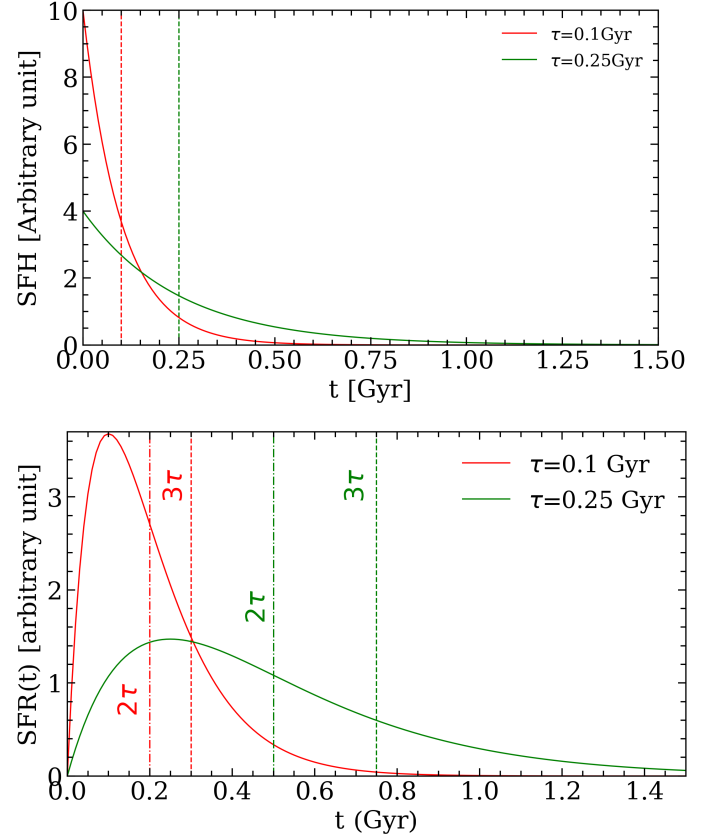 10
8
6
4
2
0
SFH [Arbitrary unit]
τ=0.1Gyr
τ=0.25Gyr
0.00 0.25 0.50 0.75 1.00 1.25 1.50
t [Gyr]
3
2
1
0
SFR(t) [arbitrary unit]
τ=0.1 Gyr
τ=0.25 Gyr
3τ
3τ
2τ
2τ
0.0 0.2 0.4 0.6 0.8 1.0 1.2 1.4
t (Gyr)